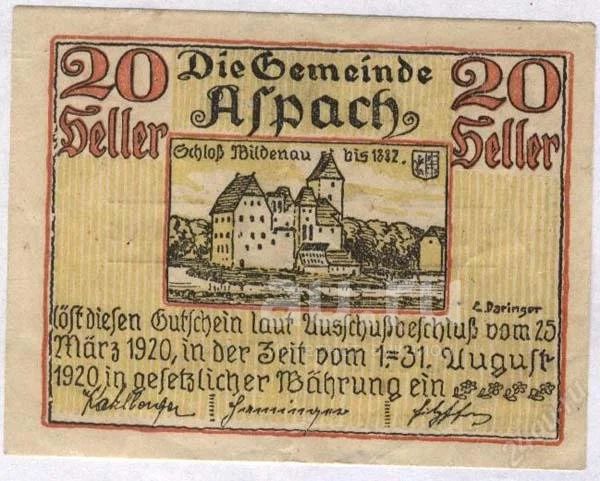 20 Die Gemeinde 20
Heller Aspach, Heller
Schloß Wildenau bis 1882.
E. Daringer
löst diesen Gutschein laut Ausschußbeschluß vom 25
März 1920, in der Zeit vom 1.=31. August
1920 in gesetzlicher Währung ein